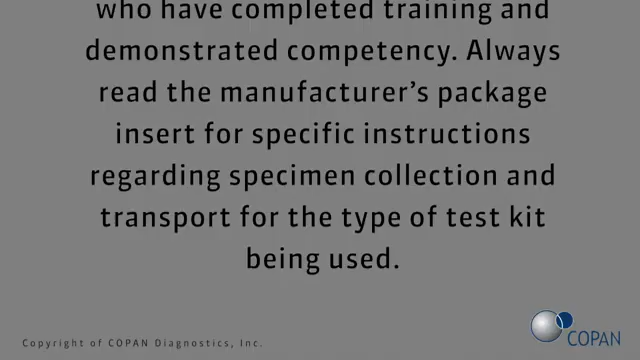 who have completed training and
demonstrated competency. Always
read the manufacturer's package
insert for specific instructions
regarding specimen collection and
transport for the type of test kit
being used.
Copyright of COPAN Diagnostics, Inc.
COPAN